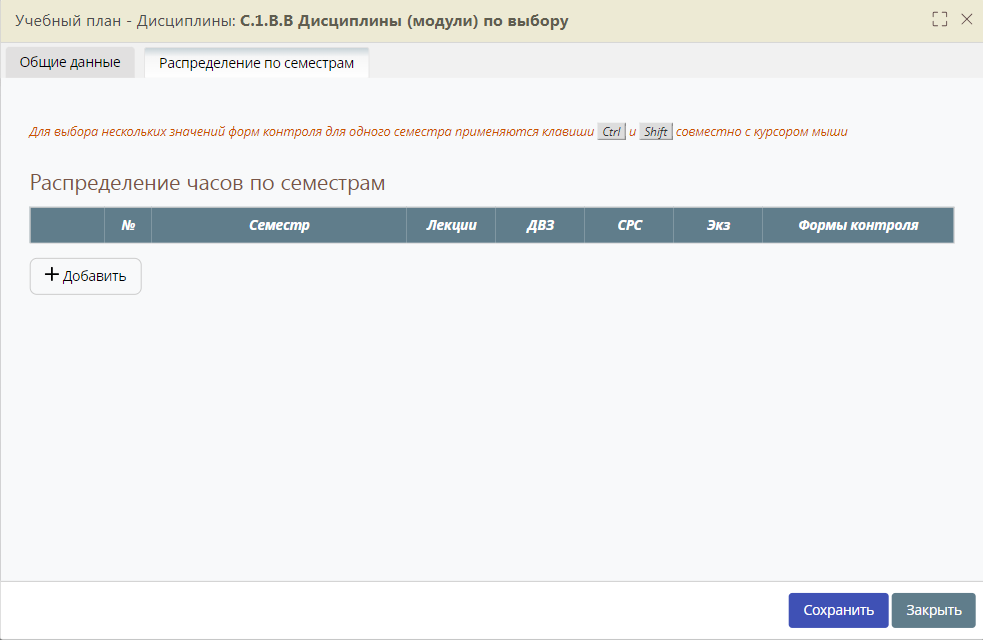 Учебный план - Дисциплины: С.1.В.В Дисциплины (модули) по выбору
Общие данные Распределение по семестрам
Для выбора нескольких значений форм контроля для одного семестра применяются клавиши Ctrl и Shift совместно с курсором мыши
Распределение часов по семестрам
№ Семестр Лекции ДВЗ СРС Экз Формы контроля
+ Добавить
Сохранить Закрыть